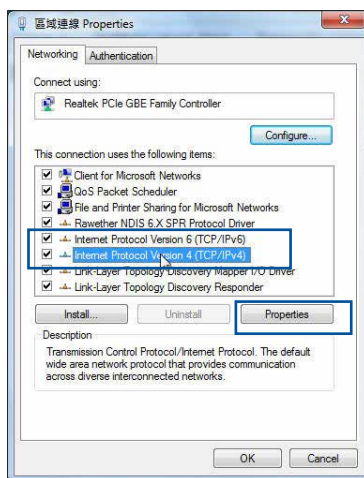 區域連線 Properties
Networking
Authentication
Connect using:
Realtek PCIe GBE Family Controller
Configure...
This connection uses the following items:
Client for Microsoft Networks
QoS Packet Scheduler
File and Printer Sharing for Microsoft Networks
Rawether NDIS 6.X SPR Protocol Driver
Internet Protocol Version 6 (TCP/IPv6)
Internet Protocol Version 4 (TCP/IPv4)
Link-Layer Topology Discovery Mapper I/O Driver
Link-Layer Topology Discovery Responder
Install...
Uninstall
Properties
Description
Transmission Control Protocol/Internet Protocol. The default
wide area network protocol that provides communication
across diverse interconnected networks.
OK
Cancel